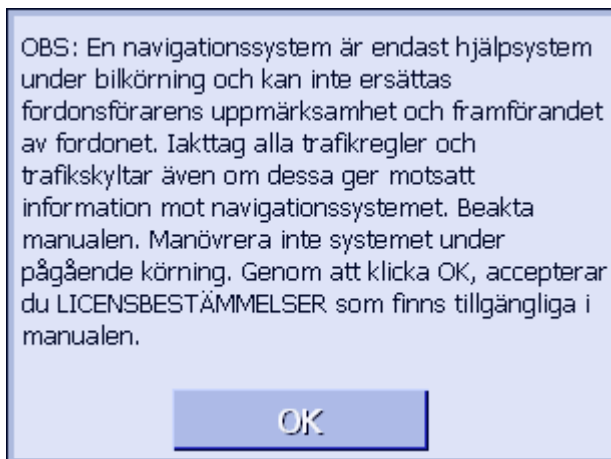 OBS: En navigationssystem är endast hjälpsystem
under bilkörning och kan inte ersättas
fordonsförarens uppmärksamhet och framförandet
av fordonet. Iakttag alla trafikregler och
trafikskyltar även om dessa ger motsatt
information mot navigationssystemet. Beakta
manualen. Manövrera inte systemet under
pågående körning. Genom att klicka OK, accepterar
du LICENSBESTÄMMELSER som finns tillgängliga i
manualen.
OK